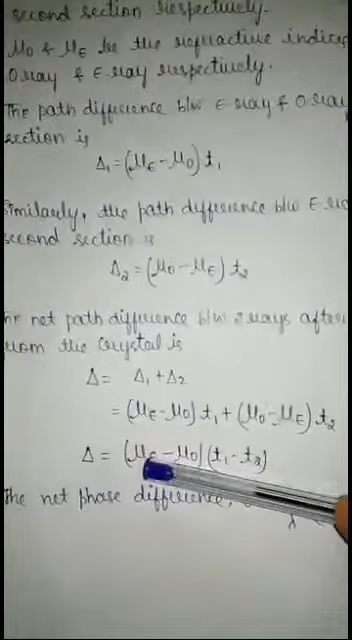 second section respectively.
μO & μE be the refractive indices
O ray & E-ray respectively.
The path difference b/w E-ray & O ray
section is
Δ₁=(μE-μO)t₁
Similarly, the path difference b/w E-ray
second section is
Δ₂=(μO-μE)t₂
The net path difference b/w 2 rays after
from the crystal is
Δ= Δ₁+Δ₂
=(μE-μO)t₁+(μO-μE)t₂
Δ= (μE-μO)(t₁-t₂)
The net phase difference,